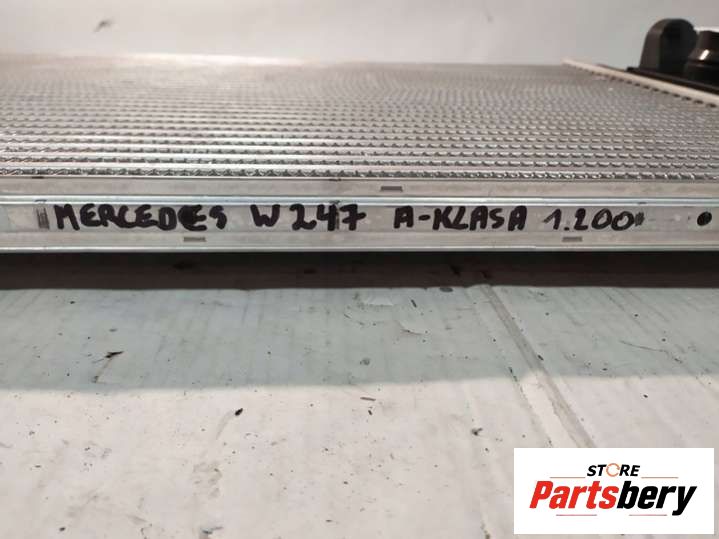 MERCEDES W247 A-KLASA 1.200
STORE
Partsbery